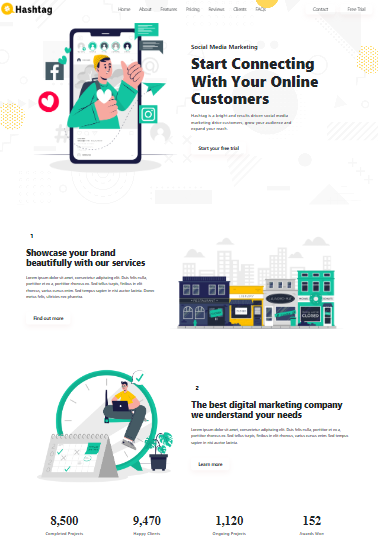 Hashtag
Home About Features Pricing Reviews Clients FAQs Contact Free Trial
Social Media Marketing
Start Connecting
With Your Online
Customers
Hashtag is a bright and results driven social media
marketing drive customers, grow your audience and
expand your reach.
Start your free trial
1
Showcase your brand
beautifully with our services
Lorem ipsum dolor sit amet, consectetur adipiscing elit. Duis felis nulla,
porttitor et ex a, porttitor rhoncus ex. Sed tellus turpis, fringilla in elit
rhoncus, varius cursus enim. Sed tempus sapien in nisi auctor lacinia. Donec
metus felis,
Find out more
CLOSED
2
The best digital marketing company
we understand your needs
Lorem ipsum dolor sit amet, consectetur adipiscing elit. Duis felis nulla, porttitor et ex a,
porttitor rhoncus ex. Sed tellus turpis, fringilla in elit rhoncus, varius cursus enim. Sed tempus
sapien in nisi auctor lacinia.
Learn more
8,500 9,470 1,120 152
Completed Projects Happy Clients Ongoing Projects Awards Won